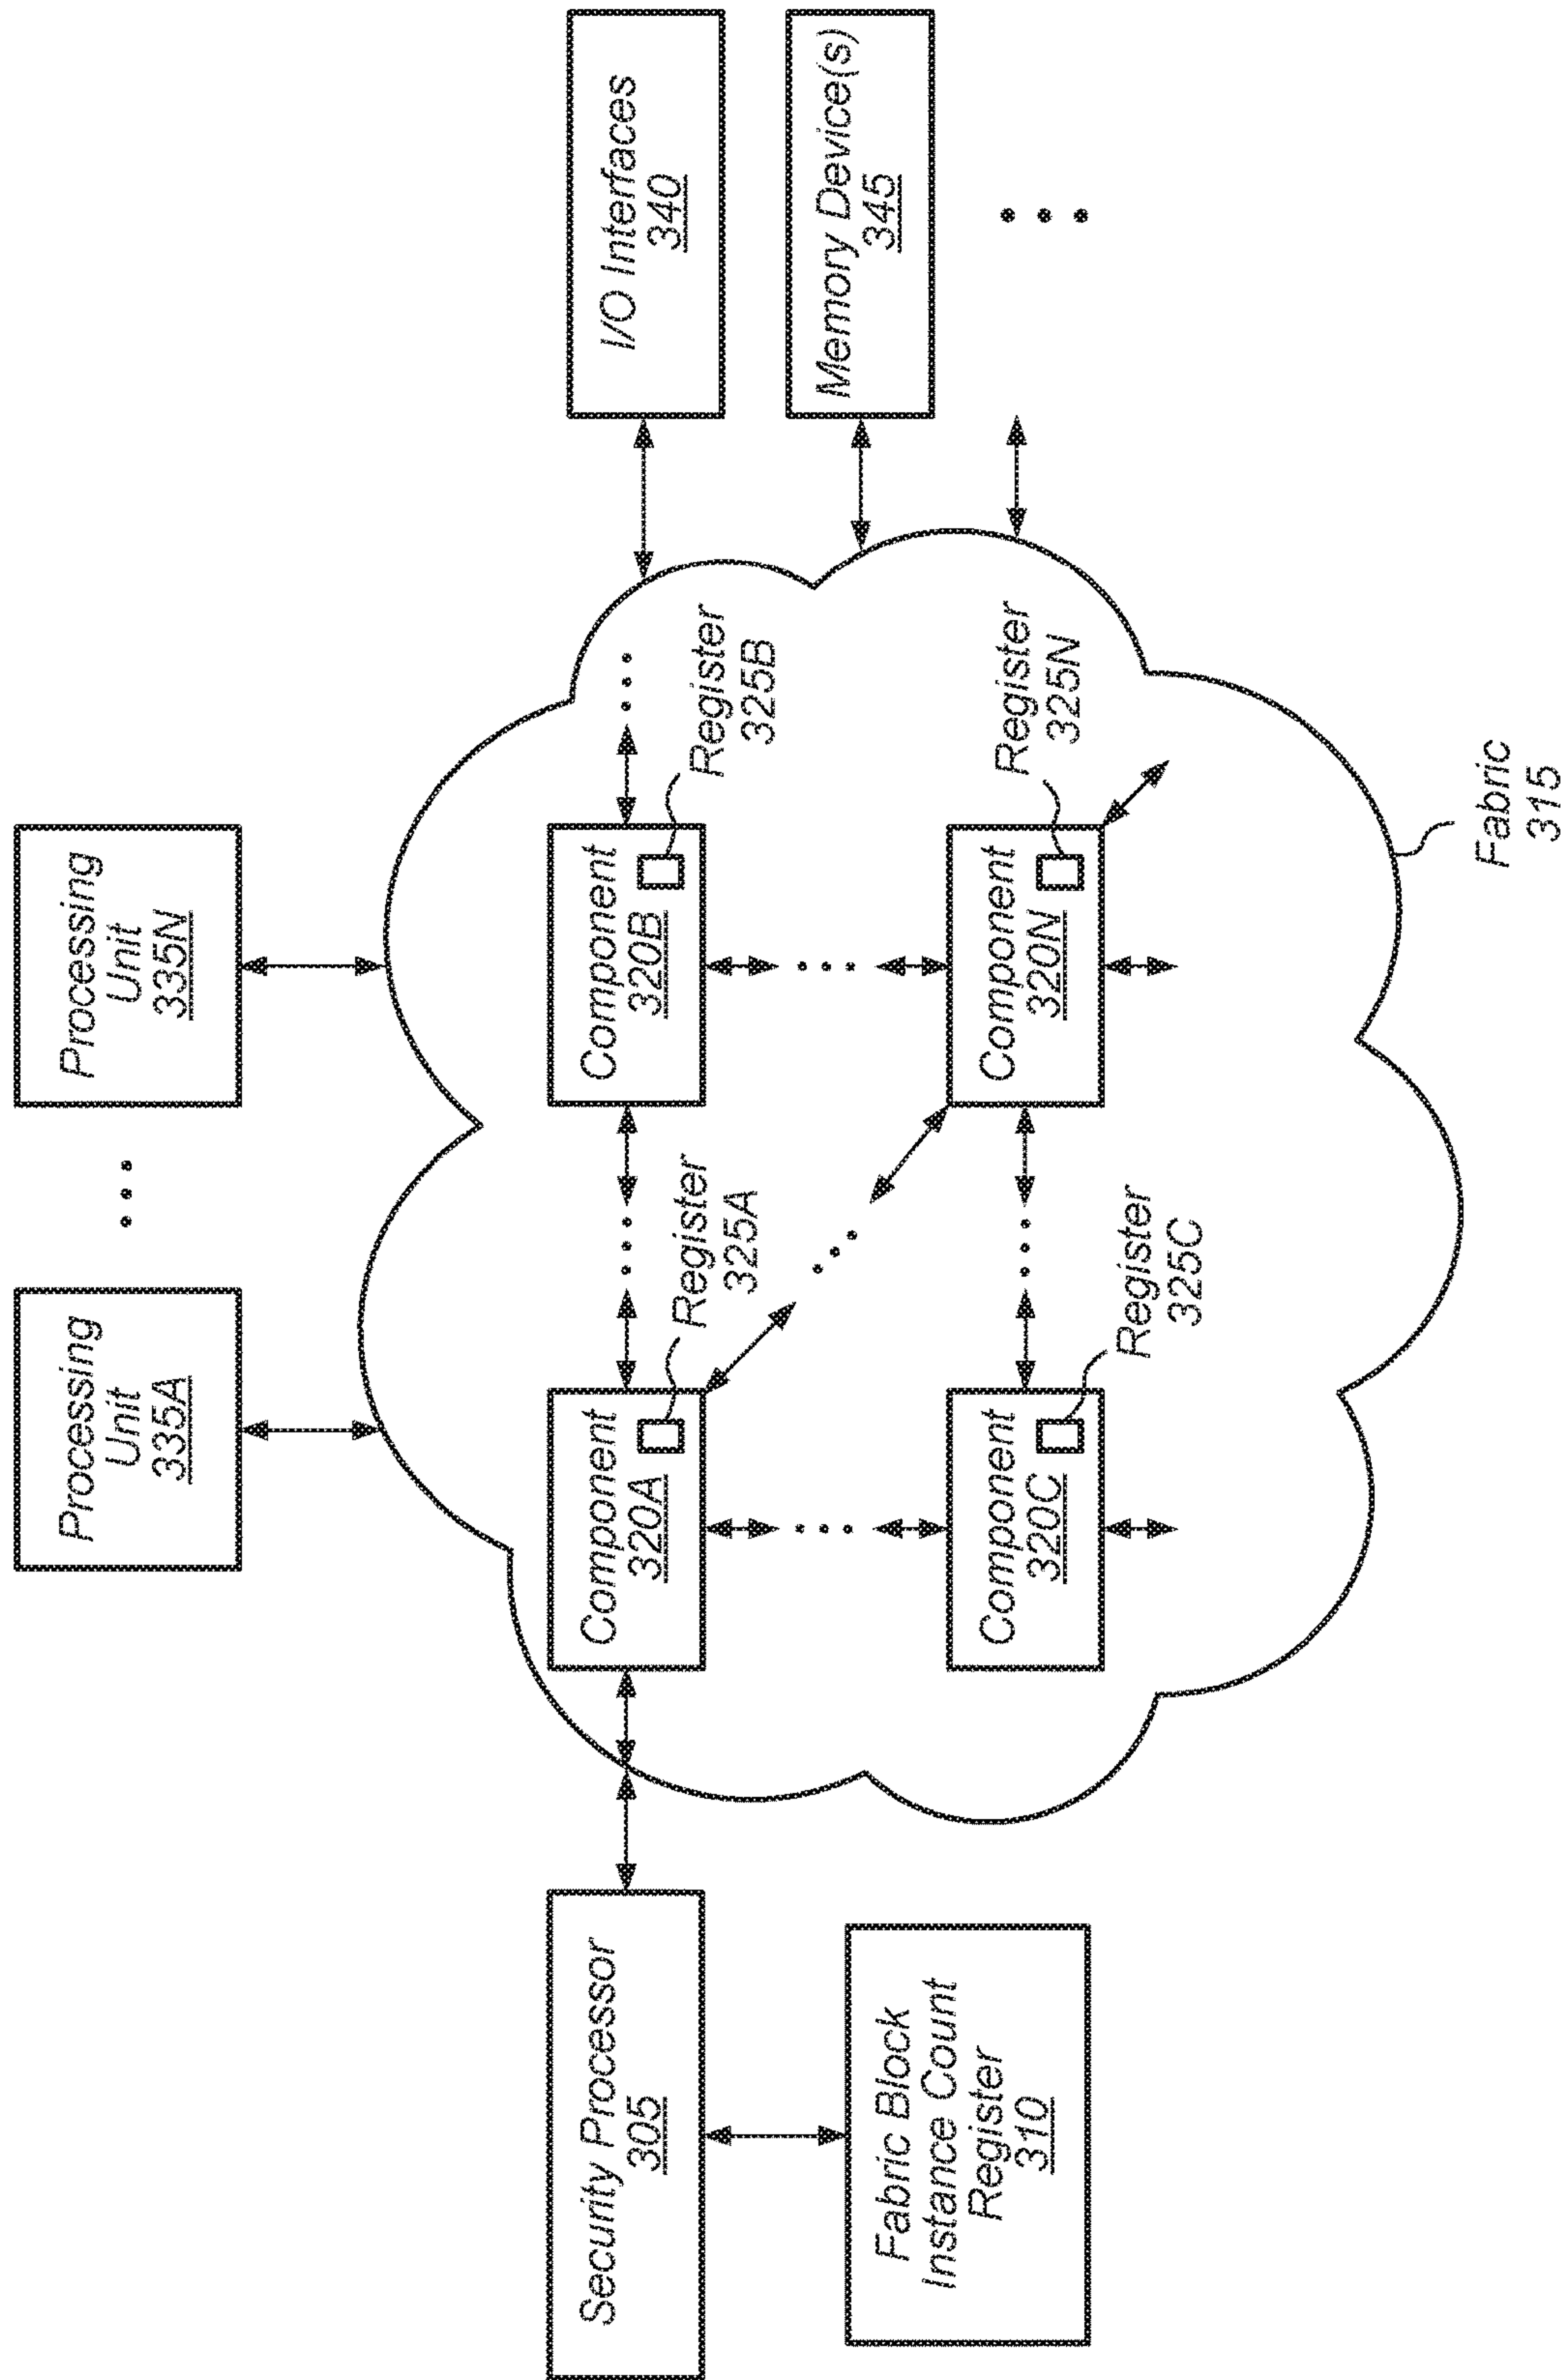 Processing
Unit
335A
Processing
Unit
335N
Security Processor
305
Component
320A
Component
320B
I/O Interfaces
340
Register
325A
Register
325B
Memory Device(s)
345
Fabric Block
Instance Count
Register
310
Component
320C
Component
320N
Register
325N
Register
325C
Fabric
315